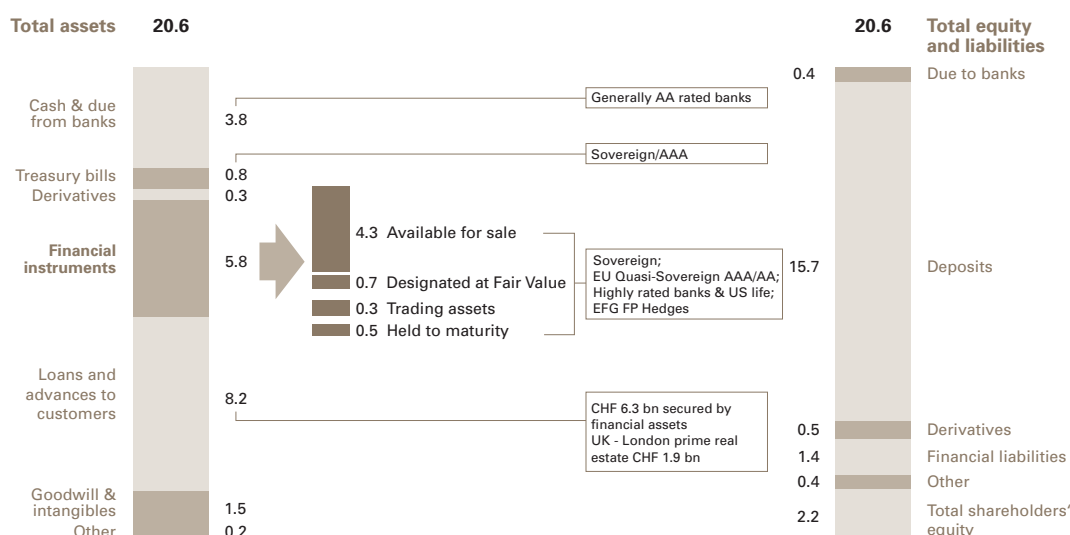 Total assets 20.6
Cash & due
from banks
3.8
Treasury bills 0.8
Derivatives 0.3
Financial
instruments
5.8
Loans and
advances to
customers
8.2
Goodwill &
intangibles
1.5
Other 0.2
4.3 Available for sale
0.7 Designated at Fair Value
0.3 Trading assets
0.5 Held to maturity
Generally AA rated banks
Sovereign/AAA
Sovereign;
EU Quasi-Sovereign AAA/AA;
Highly rated banks & US life;
EFG FP Hedges
CHF 6.3 bn secured by
financial assets
UK - London prime real
estate CHF 1.9 bn
20.6 Total equity
and liabilities
0.4 Due to banks
15.7 Deposits
0.5 Derivatives
1.4 Financial liabilities
0.4 Other
2.2 Total shareholders'
equity